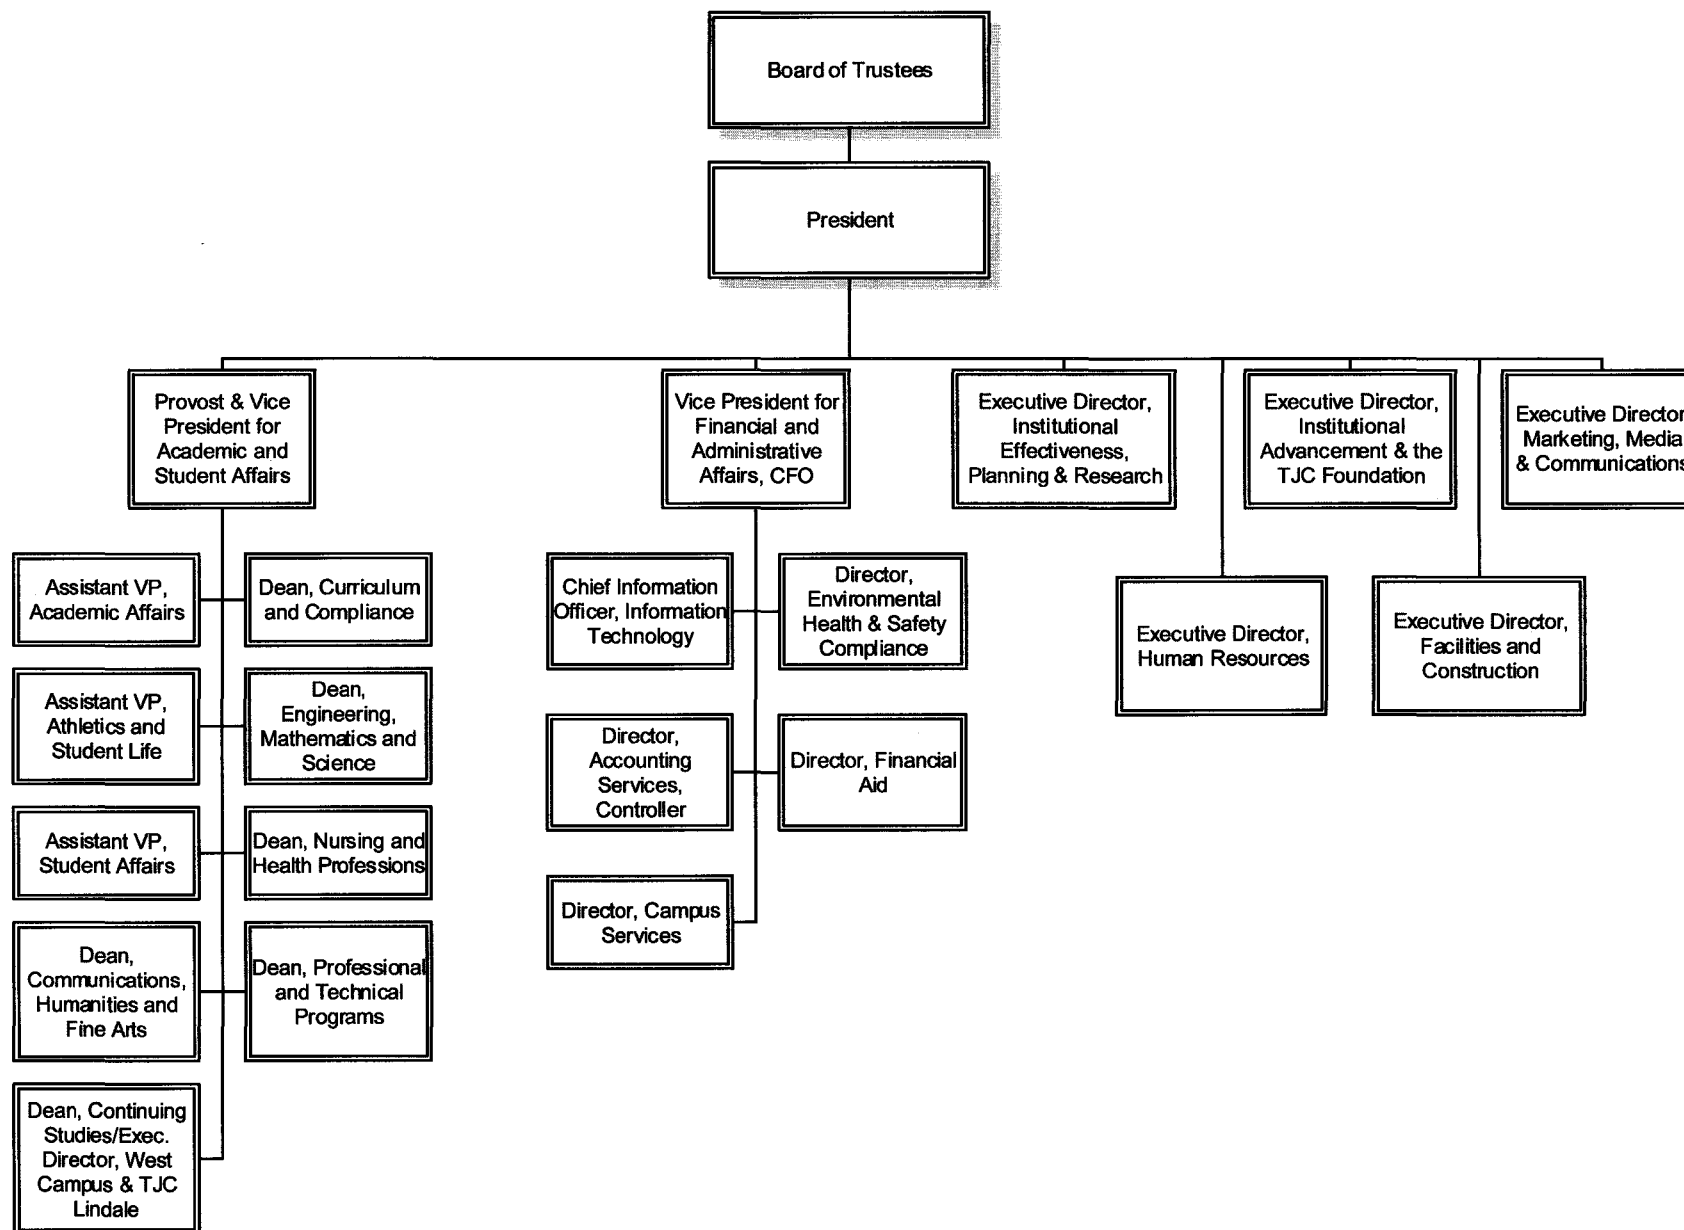 Board of Trustees
President
Provost & Vice
President for
Academic and
Student Affairs
Vice President for
Financial and
Administrative
Affairs, CFO
Executive Director,
Institutional
Effectiveness,
Planning & Research
Executive Director,
Institutional
Advancement & the
TJC Foundation
Executive Director
Marketing, Media
& Communications
Assistant VP,
Academic Affairs
Dean, Curriculum
and Compliance
Chief Information
Officer, Information
Technology
Director,
Environmental
Health & Safety
Compliance
Executive Director,
Human Resources
Executive Director,
Facilities and
Construction
Assistant VP,
Athletics and
Student Life
Dean,
Engineering,
Mathematics and
Science
Director,
Accounting
Services,
Controller
Director, Financial
Aid
Assistant VP,
Student Affairs
Dean, Nursing and
Health Professions
Director, Campus
Services
Dean,
Communications,
Humanities and
Fine Arts
Dean, Professional
and Technical
Programs
Dean, Continuing
Studies/Exec.
Director, West
Campus & TJC
Lindale